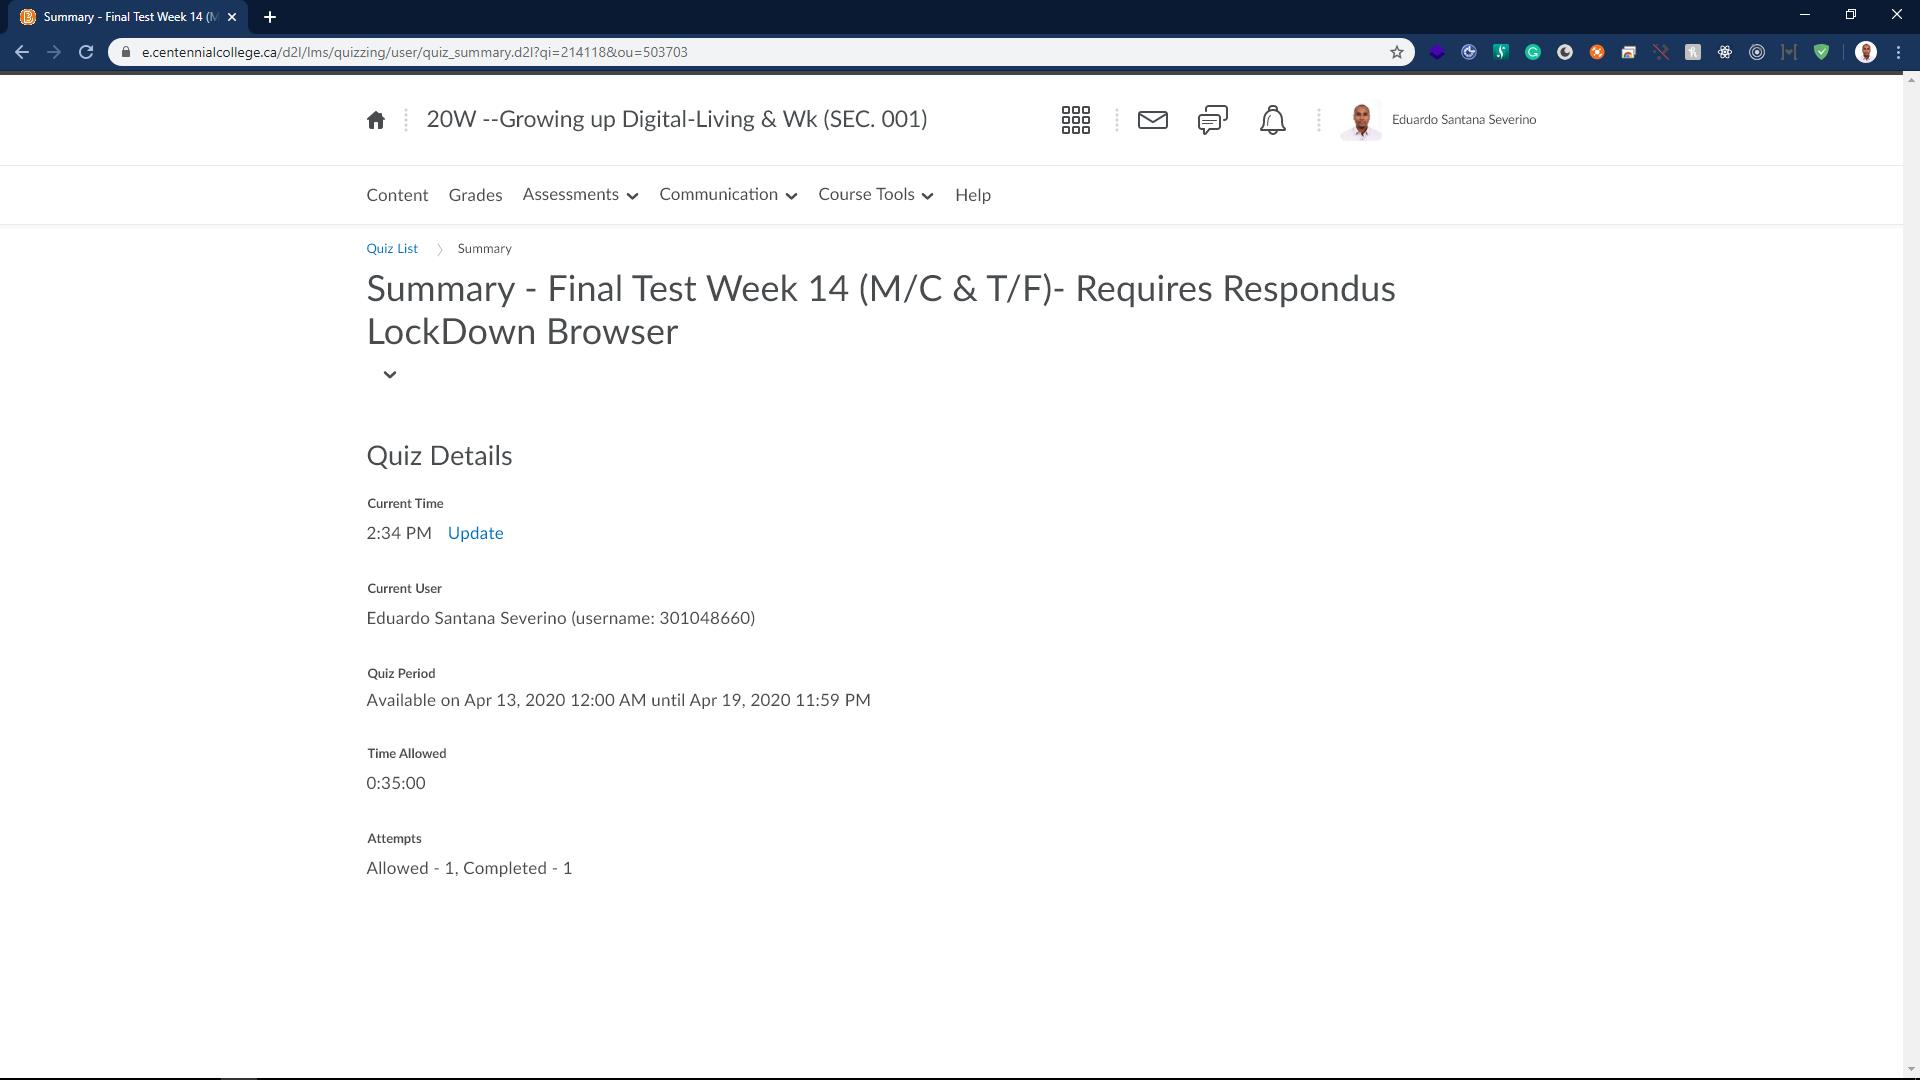 Summary - Final Test Week 14 (M
e.centennialcollege.ca/d2l/lms/quizzing/user/quiz_summary.d2l?qi=214118&ou=503703
20W --Growing up Digital-Living & Wk (SEC. 001)
Eduardo Santana Severino
Content Grades Assessments Communication Course Tools Help
Quiz List Summary
Summary - Final Test Week 14 (M/C & T/F)- Requires Respondus
LockDown Browser
Quiz Details
Current Time
2:34 PM Update
Current User
Eduardo Santana Severino (username: 301048660)
Quiz Period
Available on Apr 13, 2020 12:00 AM until Apr 19, 2020 11:59 PM
Time Allowed
0:35:00
Attempts
Allowed - 1, Completed - 1